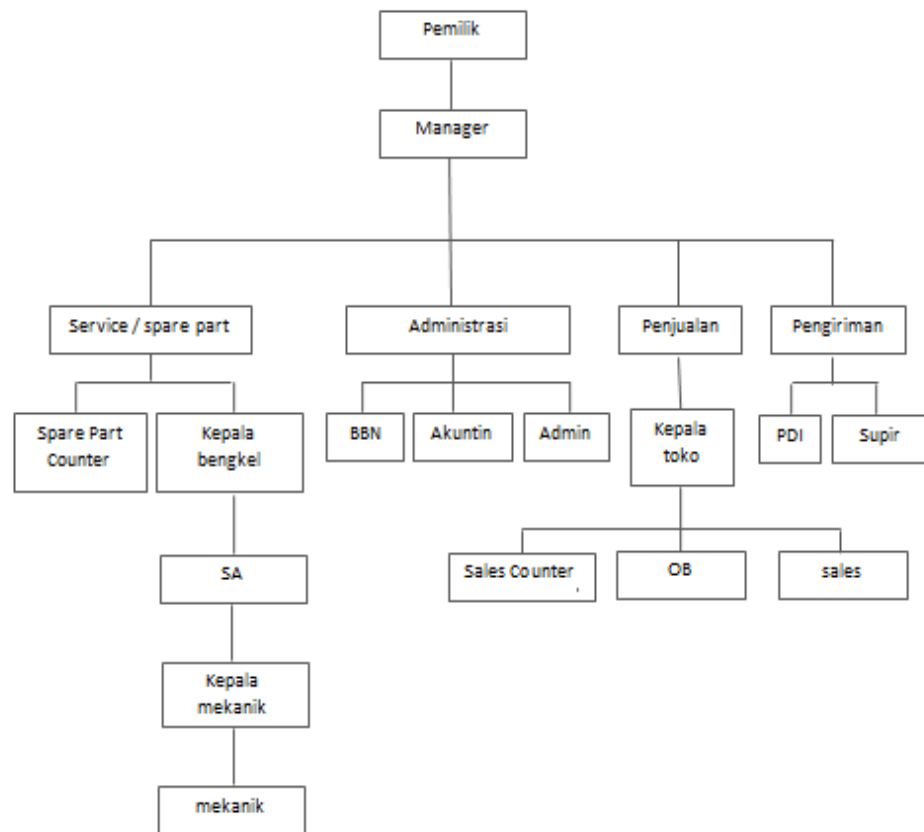 Pemilik
Manager
Service / spare part
Administrasi
Penjualan
Pengiriman
Spare Part
Counter
Kepala
bengkel
BBN
Akuntin
Admin
Kepala
toko
PDI
Supir
SA
Sales Counter ,
OB
sales
Kepala
mekanik
mekanik